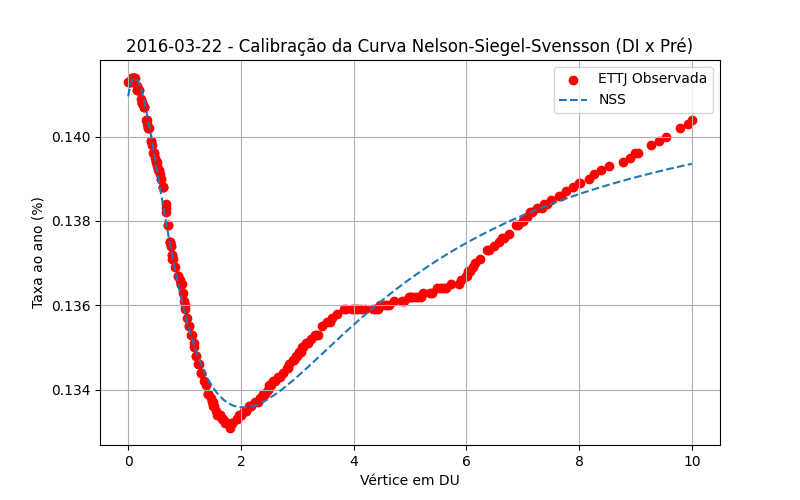 2016-03-22 - Calibração da Curva Nelson-Siegel-Svensson (DI x Pré)
ETTJ Observada
NSS
Taxa ao ano (%)
0.140
0.138
0.136
0.134
0
2
4
6
8
10
Vértice em DU